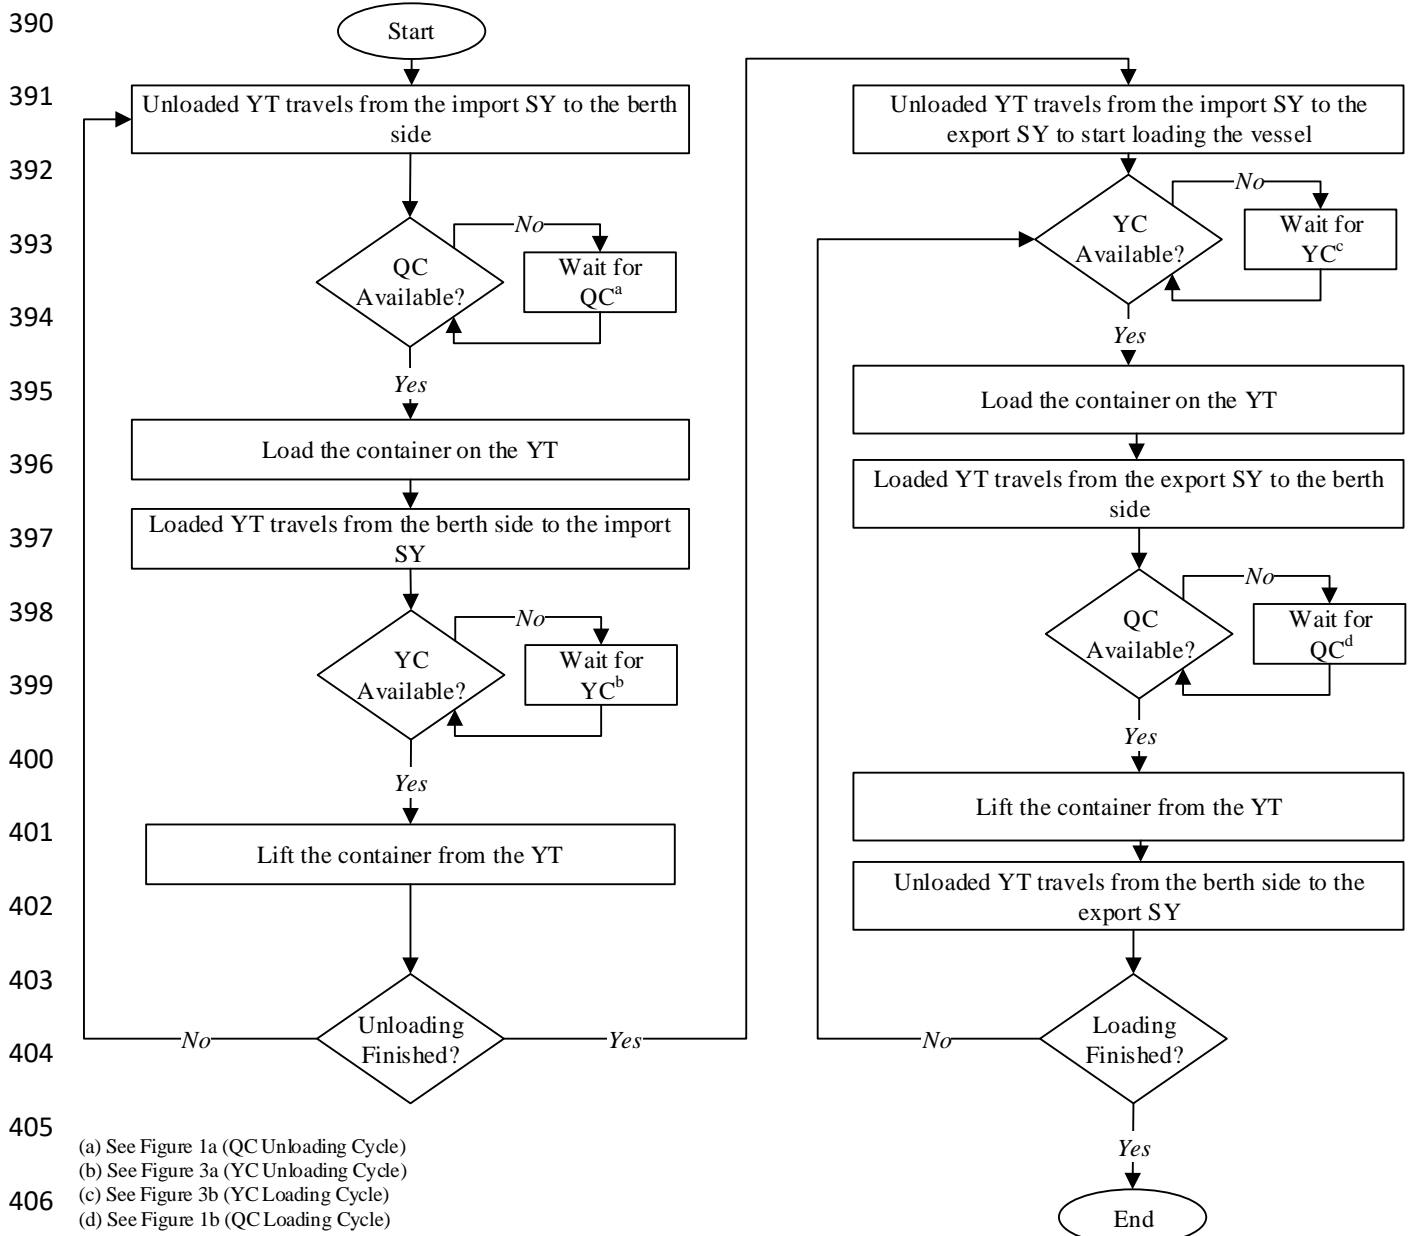 390
Start
391
Unloaded YT travels from the import SY to the berth
side
392
QC
Available?
No
393
Wait for
QCᵃ
394
Yes
395
Load the container on the YT
396
Loaded YT travels from the berth side to the import
SY
397
398
YC
Available?
No
399
Wait for
YCᵇ
400
Yes
401
Lift the container from the YT
402
403
Unloading
Finished?
No
Yes
404
Unloaded YT travels from the import SY to the
export SY to start loading the vessel
YC
Available?
No
Wait for
YCᶜ
Yes
Load the container on the YT
Loaded YT travels from the export SY to the berth
side
QC
Available?
No
Wait for
QCᵈ
Yes
Lift the container from the YT
Unloaded YT travels from the berth side to the
export SY
Loading
Finished?
No
Yes
End
405
(a) See Figure 1a (QC Unloading Cycle)
(b) See Figure 3a (YC Unloading Cycle)
(c) See Figure 3b (YC Loading Cycle)
406
(d) See Figure 1b (QC Loading Cycle)